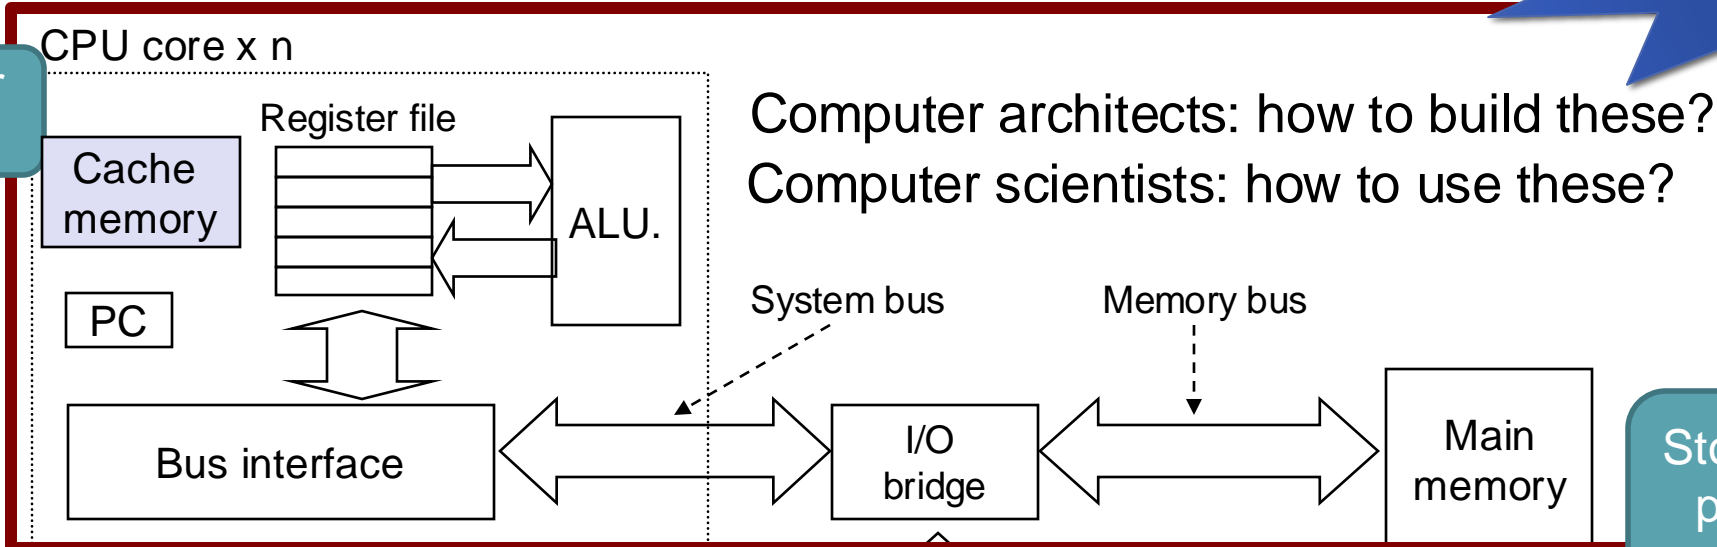 CPU core x n
Register file
Cache
memory
ALU.
PC
Computer architects: how to build these?
Computer scientists: how to use these?
System bus
Memory bus
Bus interface
I/O
bridge
Main
memory